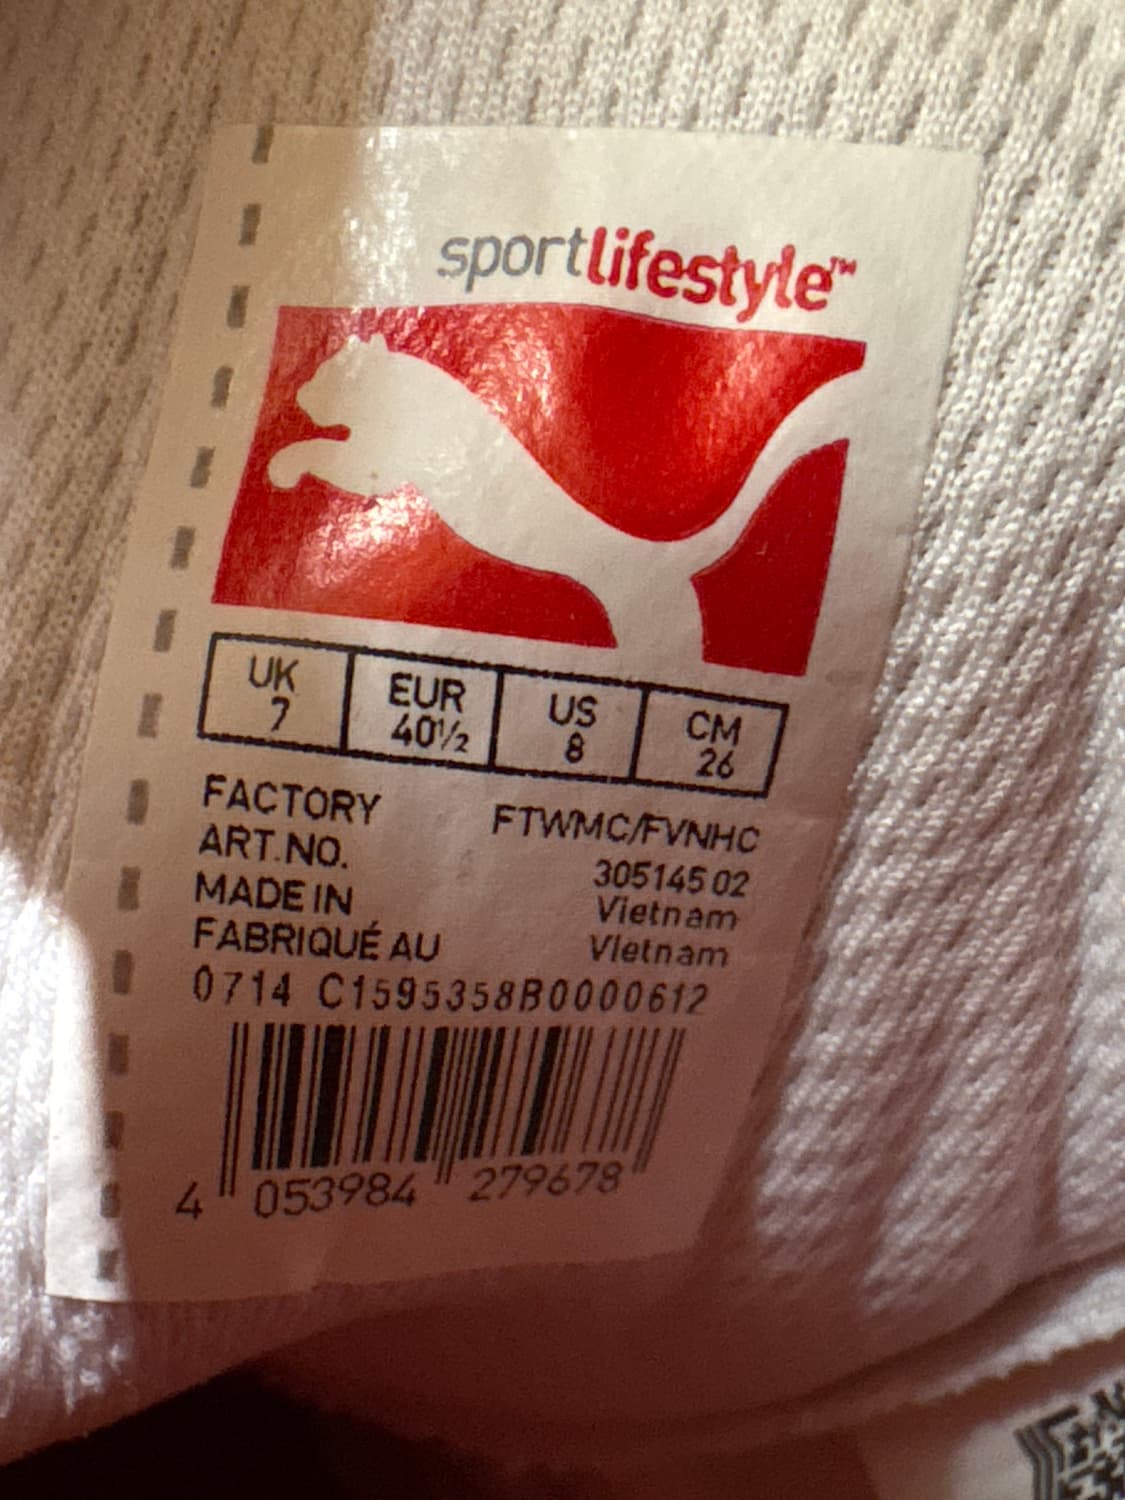 sportlifestyle™
UK EUR US CM
7 40½ 8 26
FACTORY FTWMC/FVNHC
ART.NO. 305145 02
MADE IN Vietnam
FABRIQUÉ AU Vietnam
0714 C1595358B0000612
4 053984 279678